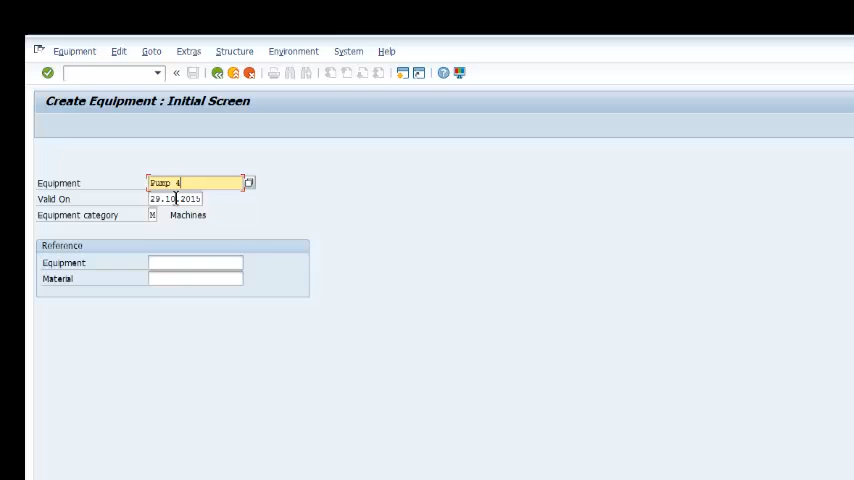 Equipment Edit Goto Extras Structure Environment System Help
Create Equipment : Initial Screen
Equipment Pump 4
Valid On 29.10.2015
Equipment category M Machines
Reference
Equipment
Material